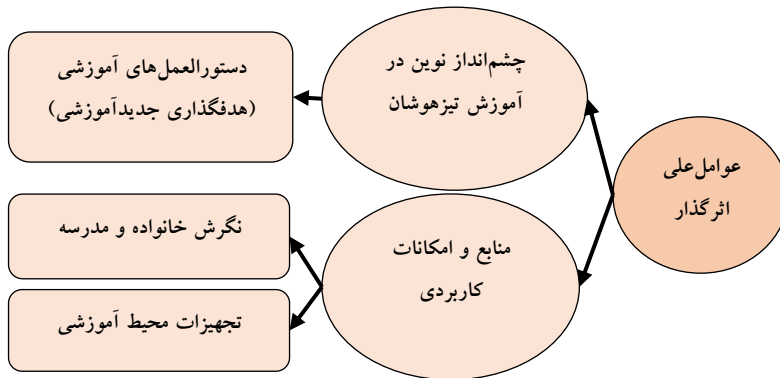 عوامل‌علی
اثرگذار
چشم‌انداز نوین در
آموزش تیزهوشان
دستورالعمل‌های آموزشی
(هدفگذاری جدیدآموزشی)
منابع و امکانات
کاربردی
نگرش خانواده و مدرسه
تجهیزات محیط آموزشی